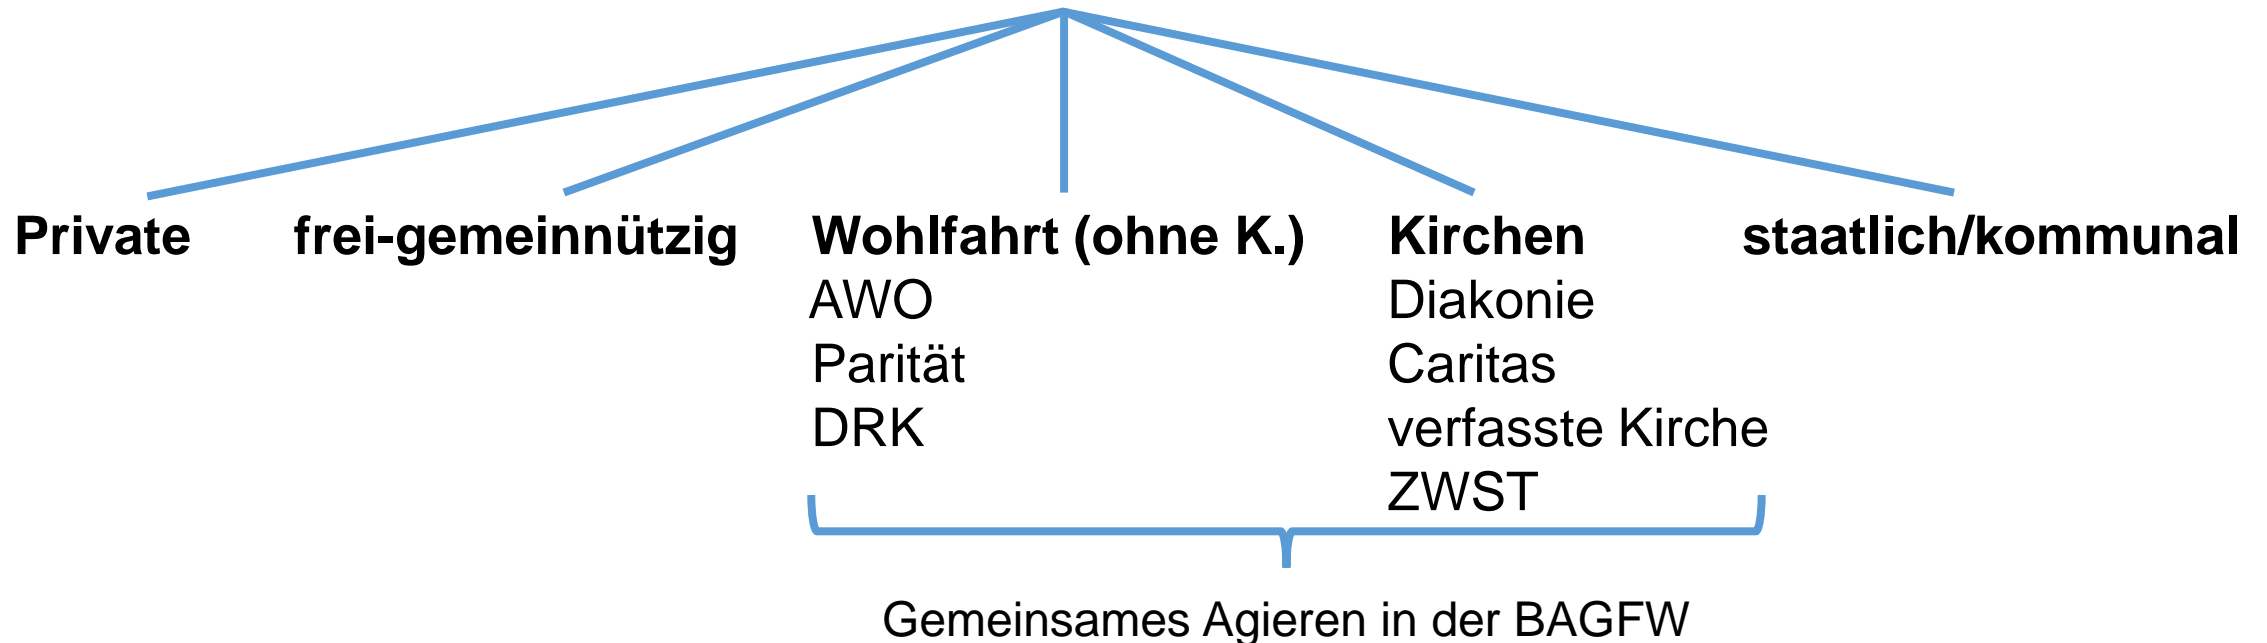 Private frei-gemeinnützig Wohlfahrt (ohne K.) Kirchen staatlich/kommunal
AWO Diakonie
Parität Caritas
DRK verfasste Kirche
ZWST
Gemeinsames Agieren in der BAGFW